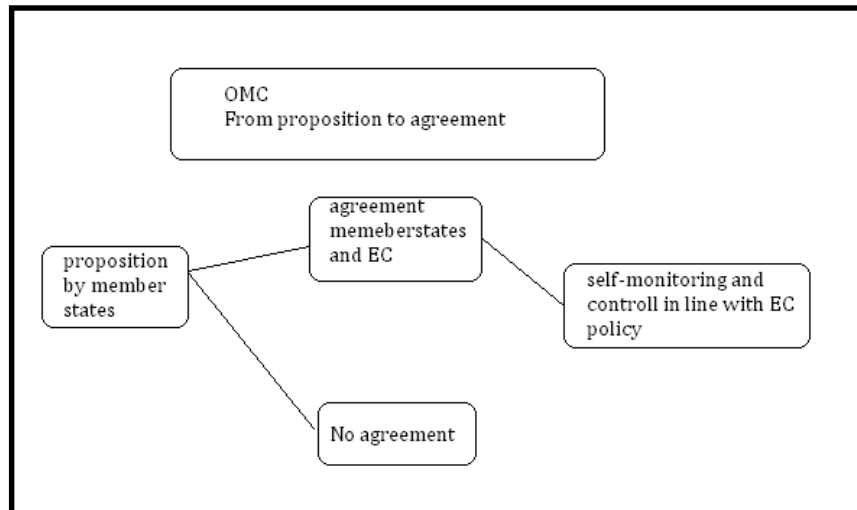 OMC
From proposition to agreement
agreement
memeberstates
and EC
proposition
by member
states
self-monitoring and
controll in line with EC
policy
No agreement